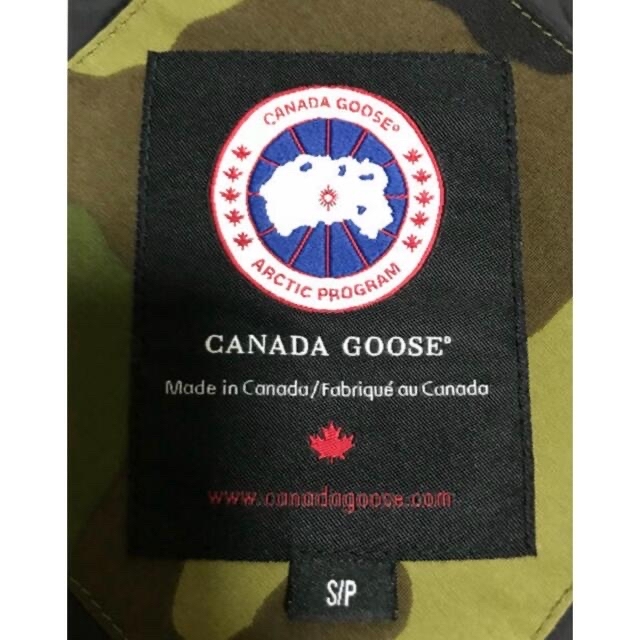 CANADA GOOSE®
ARCTIC PROGRAM
CANADA GOOSE®
Made in Canada/Fabriqué au Canada
www.canadagoose.com
S/P